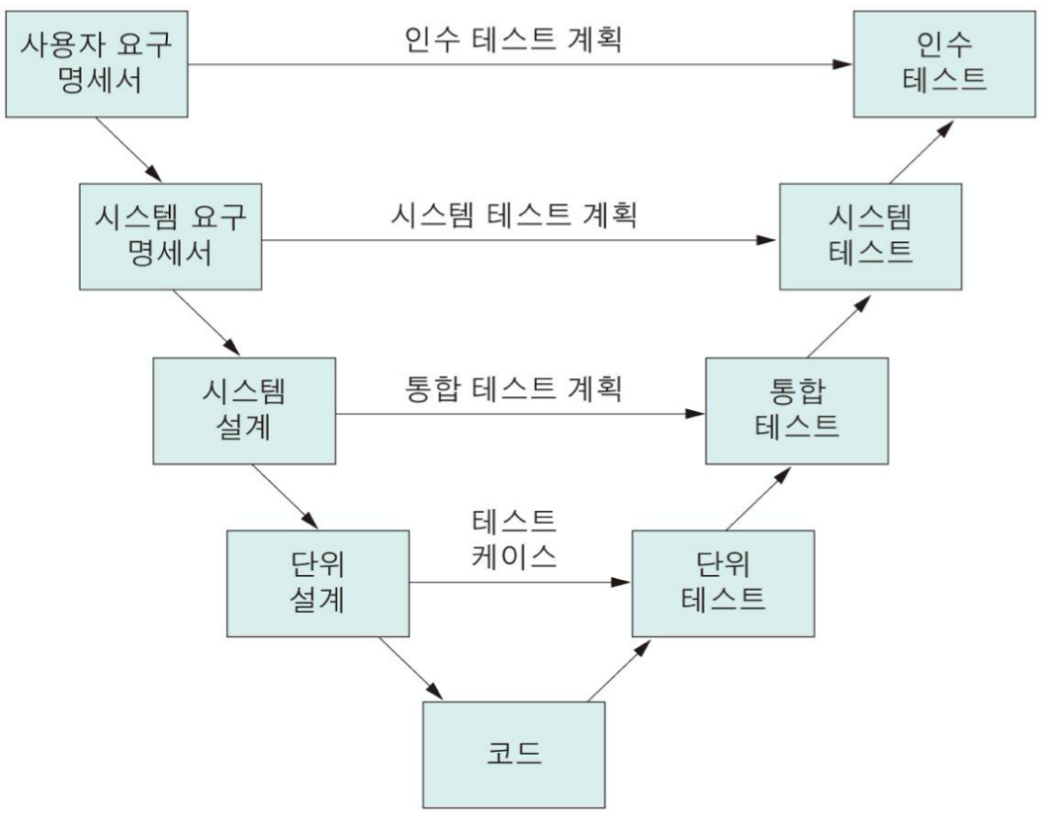 사용자 요구
명세서
인수 테스트 계획
인수
테스트
시스템 요구
명세서
시스템 테스트 계획
시스템
테스트
시스템
설계
통합 테스트 계획
통합
테스트
단위
설계
테스트
케이스
단위
테스트
코드